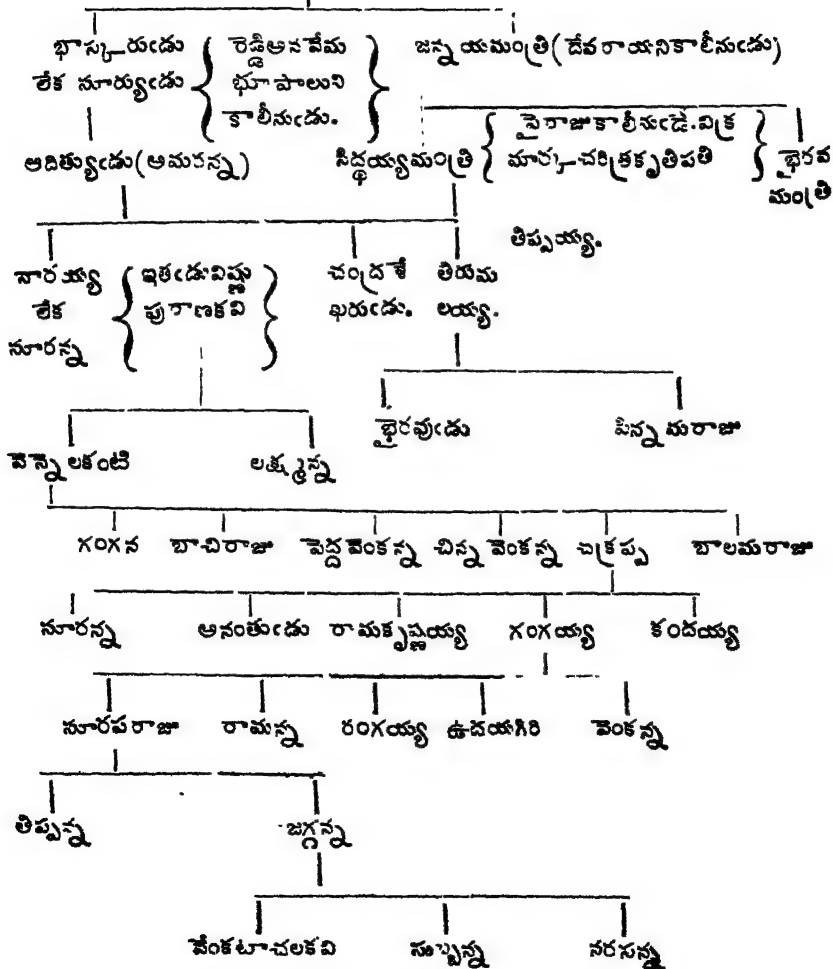 భాస్కరుఁడు { రెడ్డిఅనవేమ } జన్నయమంత్రి (దేవరాయనికాలీనుఁడు)
లేక సూర్యుఁడు { భూపాలుని }
కాలీనుఁడు.
{ సైరాజుకాలీనుఁడే.విక్ర }
ఆదిత్యుఁడు(అమరన్న) సిద్ధయ్యమంత్రి { మార్కచరిత్రకృతిపతి } భైరవ
మంత్రి
తిప్పయ్య.
సారయ్య { ఇతఁడువిష్ణు } చంద్రశే తిరుమ
లేక { పురాణకవి } ఖరుఁడు. లయ్య.
సూరన్న
భైరవుఁడు పిన్నమరాజు
వెన్నెలకంటి లక్ష్మన్న
గంగన బాచిరాజు పెద్దవెంకన్న చిన్నవెంకన్న చక్రప్ప బాలమరాజు
సూరన్న అనంతుఁడు రామకృష్ణయ్య గంగయ్య కందయ్య
సూరపరాజు రామన్న రంగయ్య ఉదయగిరి వెంకన్న
తిప్పన్న జగ్గన్న
వేంకటాచలకవి సుబ్బన్న నరసన్న